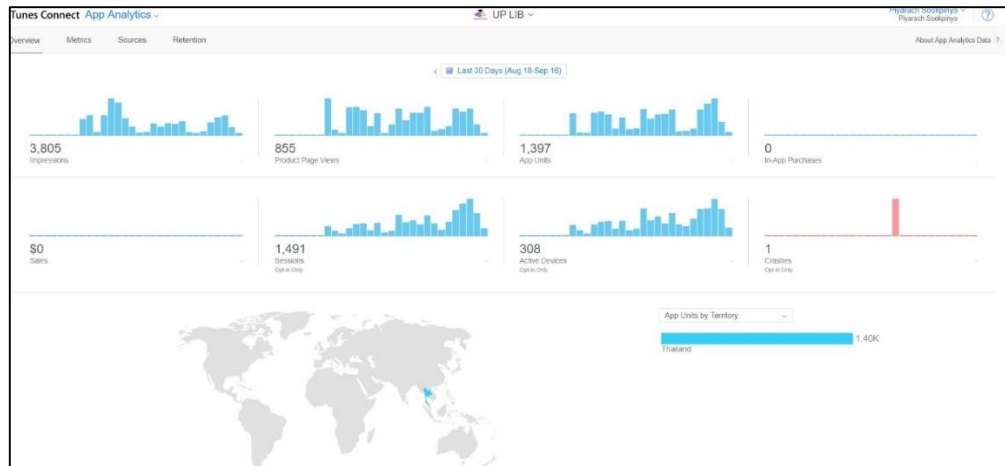 Tunes Connect App Analytics
UP LIB
Piyarach Sookpinyo
Piyarach Sookpinyo
?
Overview Metrics Sources Retention
About App Analytics Data ?
< Last 30 Days (Aug 18-Sep 16)
3,805
Impressions
855
Product Page Views
1,397
App Units
0
In-App Purchases
$0
Sales
1,491
Sessions
Opt-in Only
308
Active Devices
Opt-in Only
1
Crashes
Opt-in Only
App Units by Territory
1.40K
Thailand